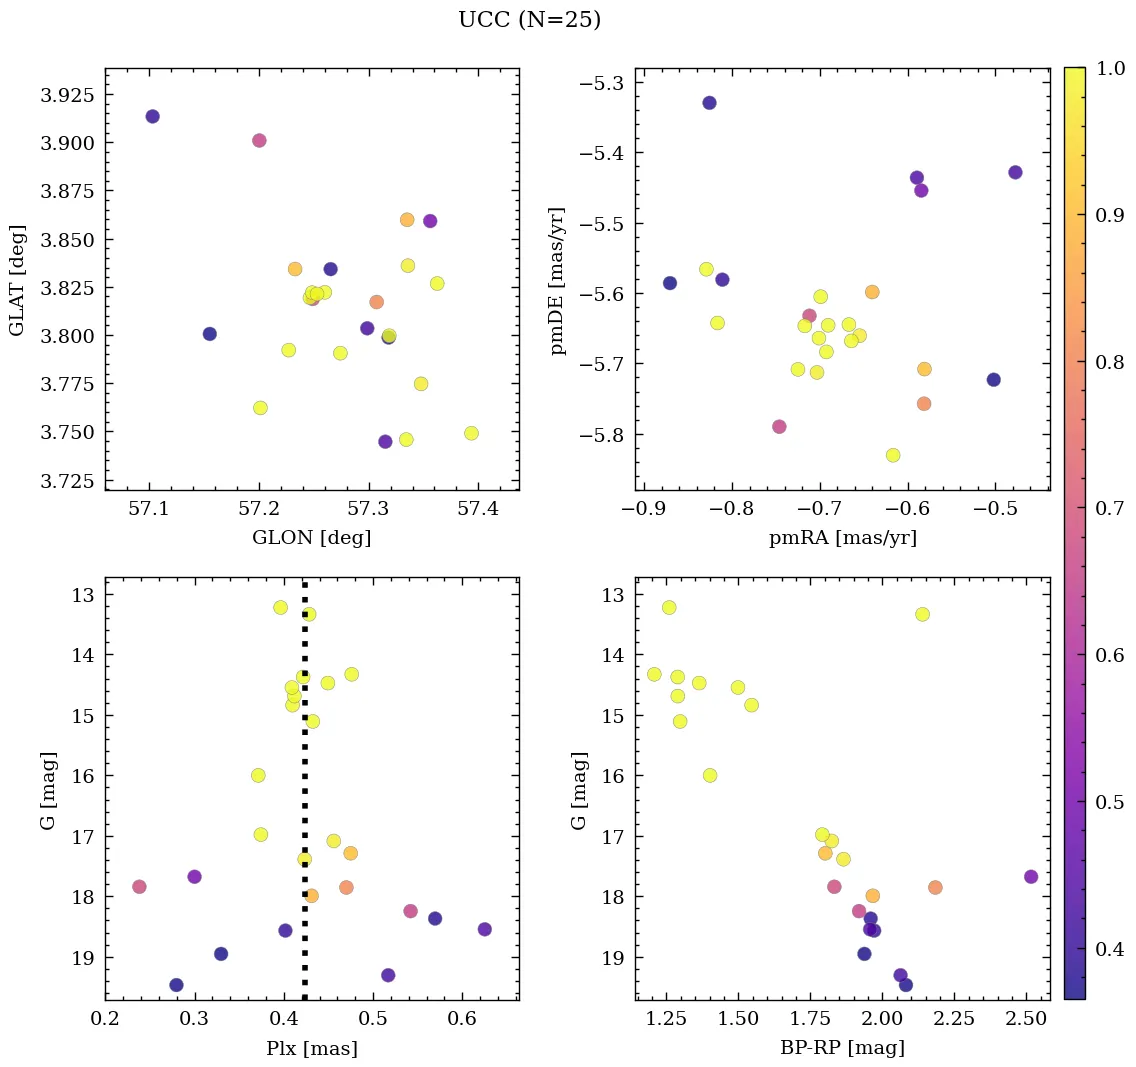 UCC (N=25)
3.925
3.900
3.875
3.850
3.825
3.800
3.775
3.750
3.725
GLAT [deg]
57.1 57.2 57.3 57.4
GLON [deg]
−5.3
−5.4
−5.5
−5.6
−5.7
−5.8
pmDE [mas/yr]
−0.9 −0.8 −0.7 −0.6 −0.5
pmRA [mas/yr]
1.0
0.9
0.8
0.7
0.6
0.5
0.4
13
14
15
16
17
18
19
G [mag]
0.2 0.3 0.4 0.5 0.6
Plx [mas]
13
14
15
16
17
18
19
G [mag]
1.25 1.50 1.75 2.00 2.25 2.50
BP-RP [mag]